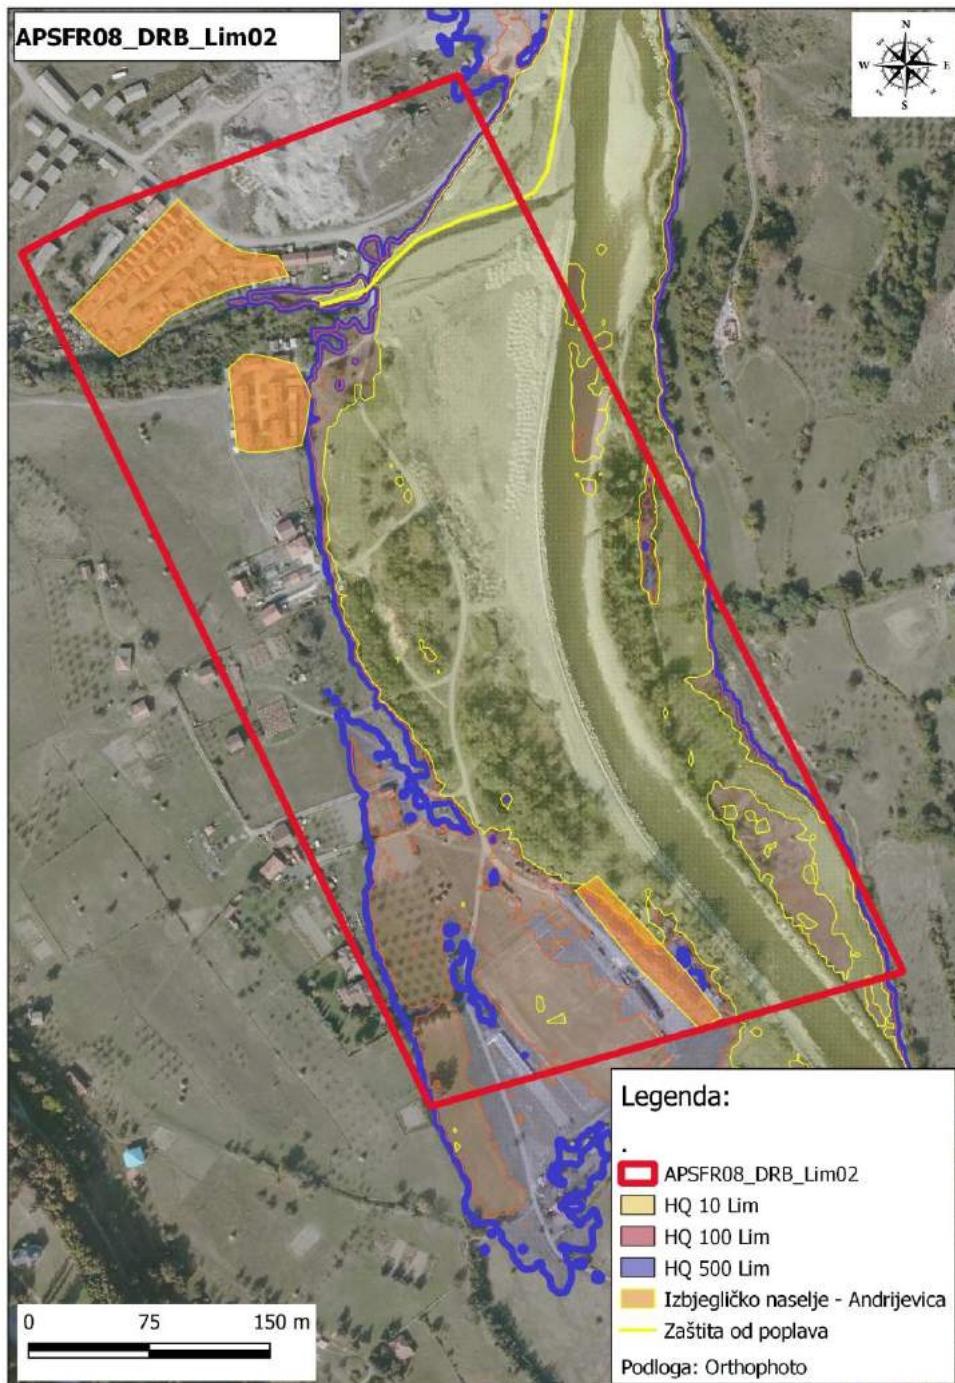 APSFR08_DRB_Lim02
N
W E
S
Legenda:
.
APSFR08_DRB_Lim02
HQ 10 Lim
HQ 100 Lim
HQ 500 Lim
Izbjegličko naselje - Andrijevica
Zaštita od poplava
Podloga: Orthophoto
0 75 150 m